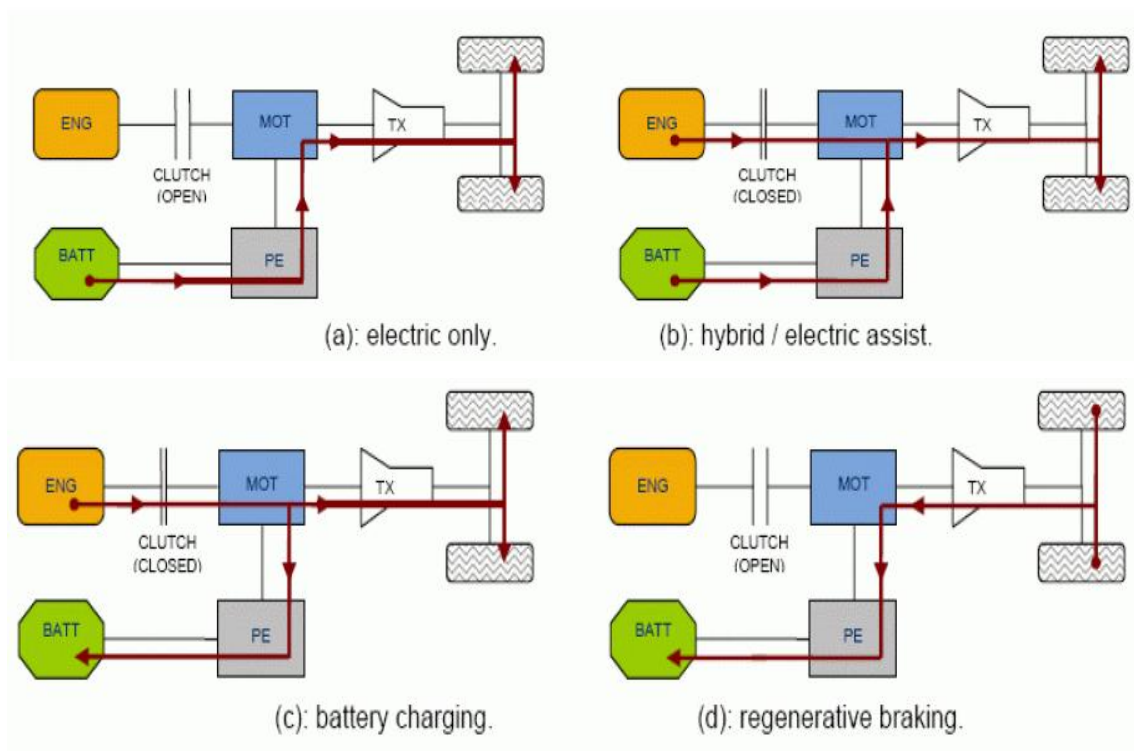 ENG
MOT
TX
CLUTCH
(OPEN)
BATT
PE
(a): electric only.
ENG
MOT
TX
CLUTCH
(CLOSED)
BATT
PE
(b): hybrid / electric assist.
ENG
MOT
TX
CLUTCH
(CLOSED)
BATT
PE
(c): battery charging.
ENG
MOT
TX
CLUTCH
(OPEN)
BATT
PE
(d): regenerative braking.